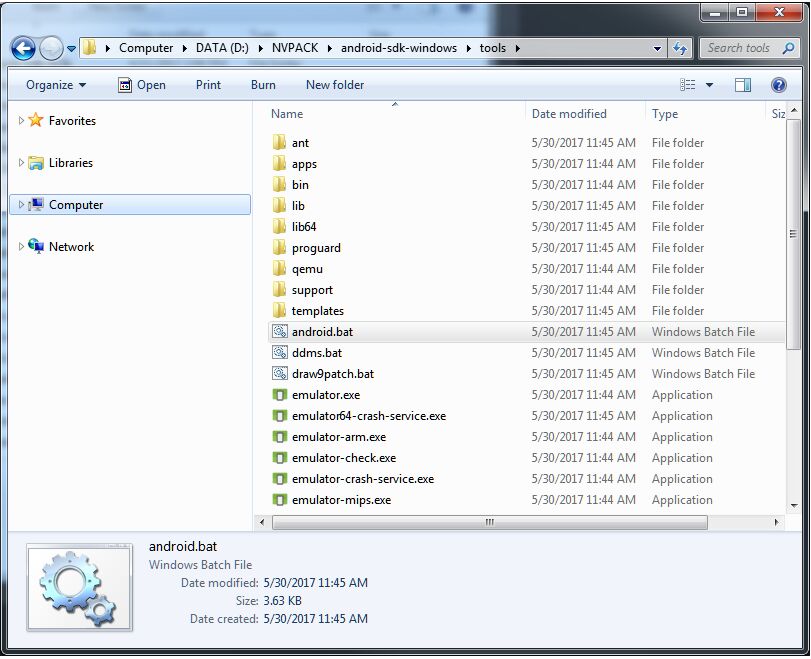 Computer DATA (D:) NVPACK android-sdk-windows tools Search tools
Organize Open Print Burn New folder
Favorites
Libraries
Computer
Network
Name Date modified Type Siz
ant 5/30/2017 11:45 AM File folder
apps 5/30/2017 11:44 AM File folder
bin 5/30/2017 11:44 AM File folder
lib 5/30/2017 11:45 AM File folder
lib64 5/30/2017 11:45 AM File folder
proguard 5/30/2017 11:45 AM File folder
qemu 5/30/2017 11:44 AM File folder
support 5/30/2017 11:44 AM File folder
templates 5/30/2017 11:45 AM File folder
android.bat 5/30/2017 11:45 AM Windows Batch File
ddms.bat 5/30/2017 11:45 AM Windows Batch File
draw9patch.bat 5/30/2017 11:45 AM Windows Batch File
emulator.exe 5/30/2017 11:44 AM Application
emulator64-crash-service.exe 5/30/2017 11:45 AM Application
emulator-arm.exe 5/30/2017 11:44 AM Application
emulator-check.exe 5/30/2017 11:44 AM Application
emulator-crash-service.exe 5/30/2017 11:44 AM Application
emulator-mips.exe 5/30/2017 11:44 AM Application
android.bat
Windows Batch File
Date modified: 5/30/2017 11:45 AM
Size: 3.63 KB
Date created: 5/30/2017 11:45 AM